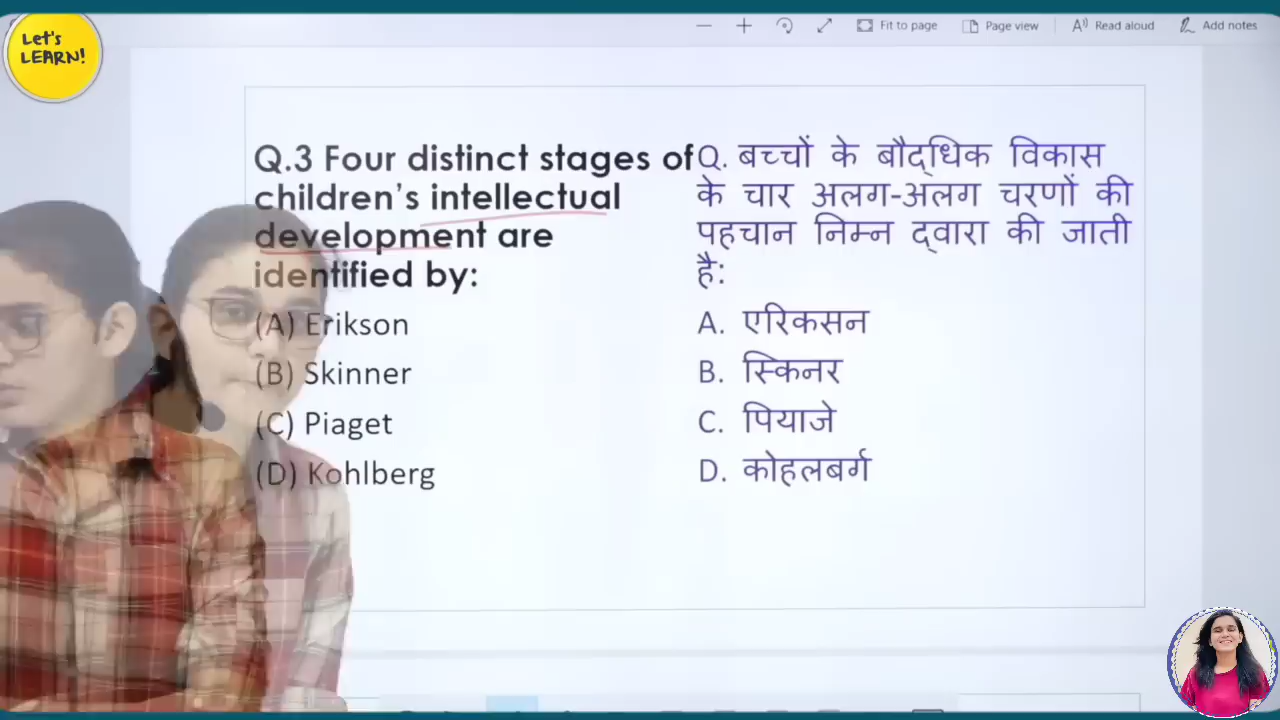 Let's
LEARN!
Fit to page
Page view
Read aloud
Add notes
Q.3 Four distinct stages of
children's intellectual
development are
identified by:
(A) Erikson
(B) Skinner
(C) Piaget
(D) Kohlberg
Q. बच्चों के बौद्धिक विकास
के चार अलग-अलग चरणों की
पहचान निम्न द्वारा की जाती
है:
A. एरिकसन
B. स्किनर
C. पियाजे
D. कोहलबर्ग